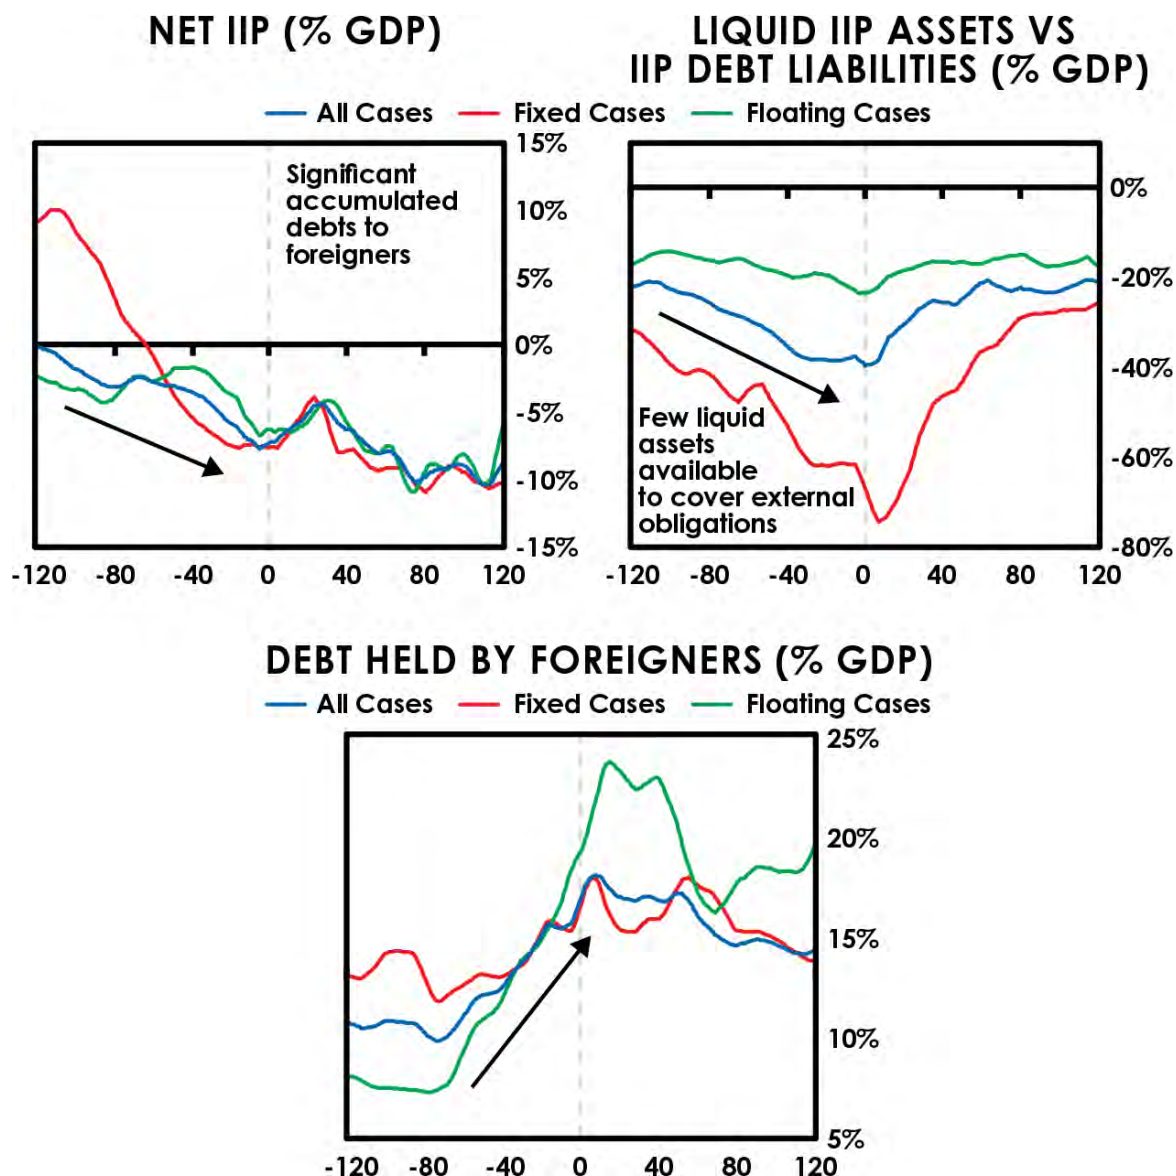 NET IIP (% GDP)
LIQUID IIP ASSETS VS
IIP DEBT LIABILITIES (% GDP)
All Cases Fixed Cases Floating Cases
15%
10%
5%
0%
-5%
-10%
-15%
Significant
accumulated
debts to
foreigners
-120 -80 -40 0 40 80 120
0%
-20%
-40%
-60%
-80%
Few liquid
assets
available
to cover external
obligations
-120 -80 -40 0 40 80 120
DEBT HELD BY FOREIGNERS (% GDP)
All Cases Fixed Cases Floating Cases
25%
20%
15%
10%
5%
-120 -80 -40 0 40 80 120